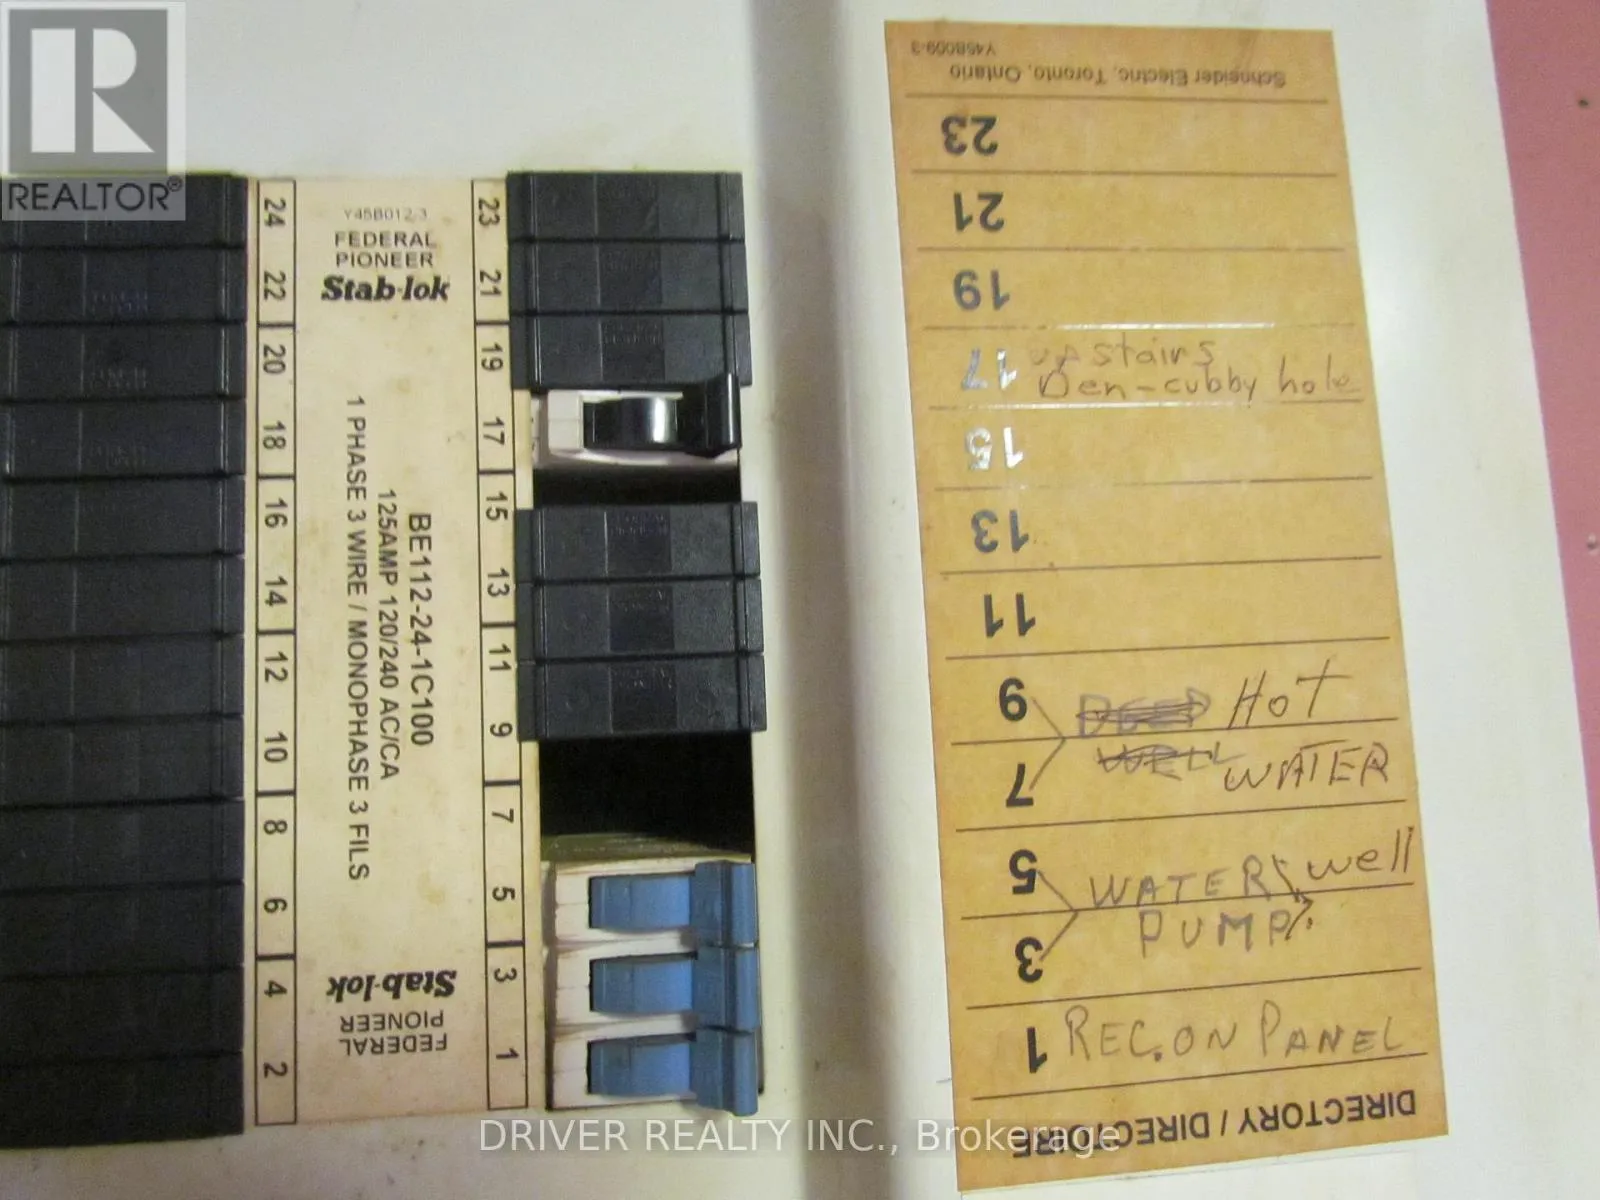 REALTOR®
24
22
20
18
16
14
12
10
8
6
4
2
Y45B012/3
FEDERAL
PIONEER
Stab-lok
BE112-24-1C100
125AMP 120/240 AC/CA
1 PHASE 3 WIRE / MONOPHASE 3 FILS
Stab-lok
FEDERAL
PIONEER
23
21
19
17
15
13
11
9
7
5
3
1
Y45B009-3
Schneider Electric, Toronto, Ontario
23
21
19
17 upstairs
Den-cubby hole
15
13
11
9 DEEP HOT
7 WELL WATER
5 WATER well
3 PUMP
1 REC. ON PANEL
DIRECTORY / DIRECTOIRE
DRIVER REALTY INC., Brokerage